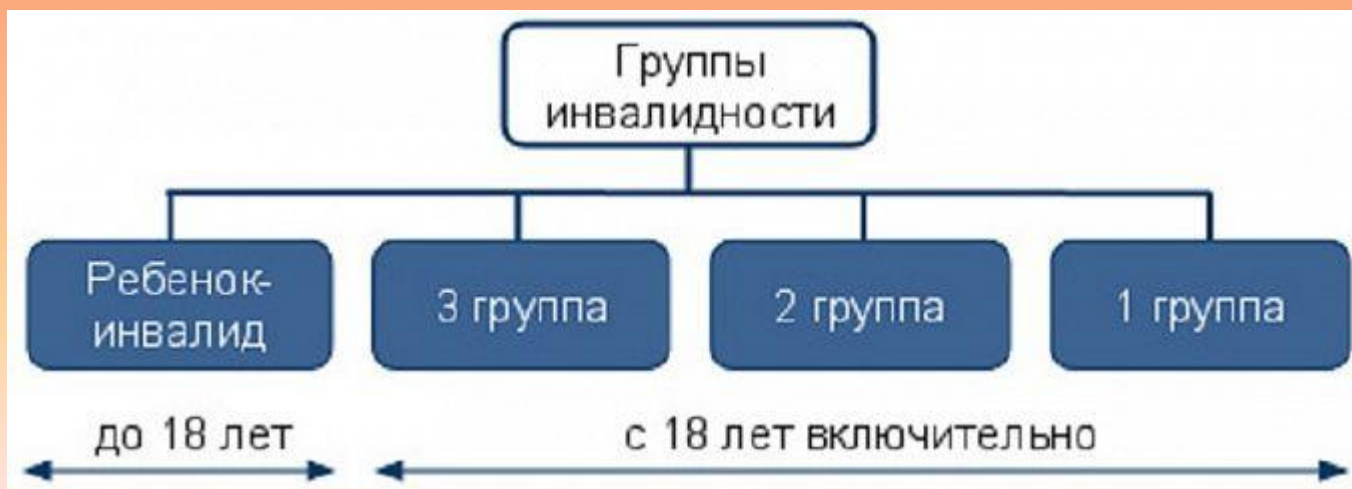 Группы
инвалидности
Ребенок-
инвалид
3 группа
2 группа
1 группа
до 18 лет
с 18 лет включительно